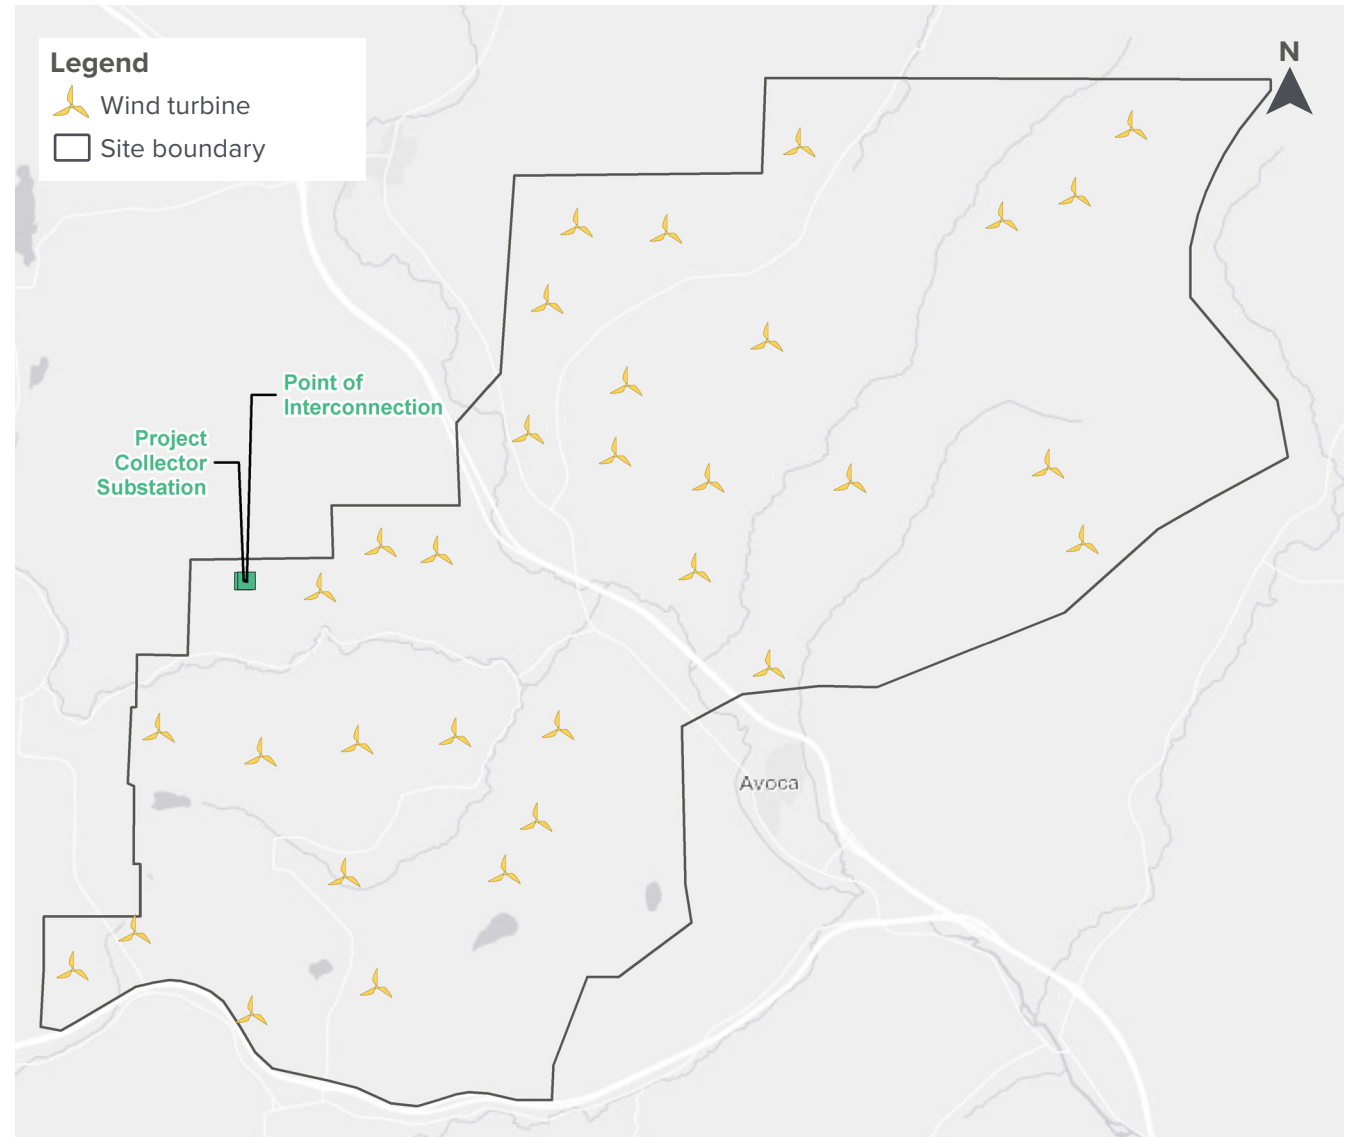 Legend
Wind turbine
Site boundary
N
Point of
Interconnection
Project
Collector
Substation
Avoca